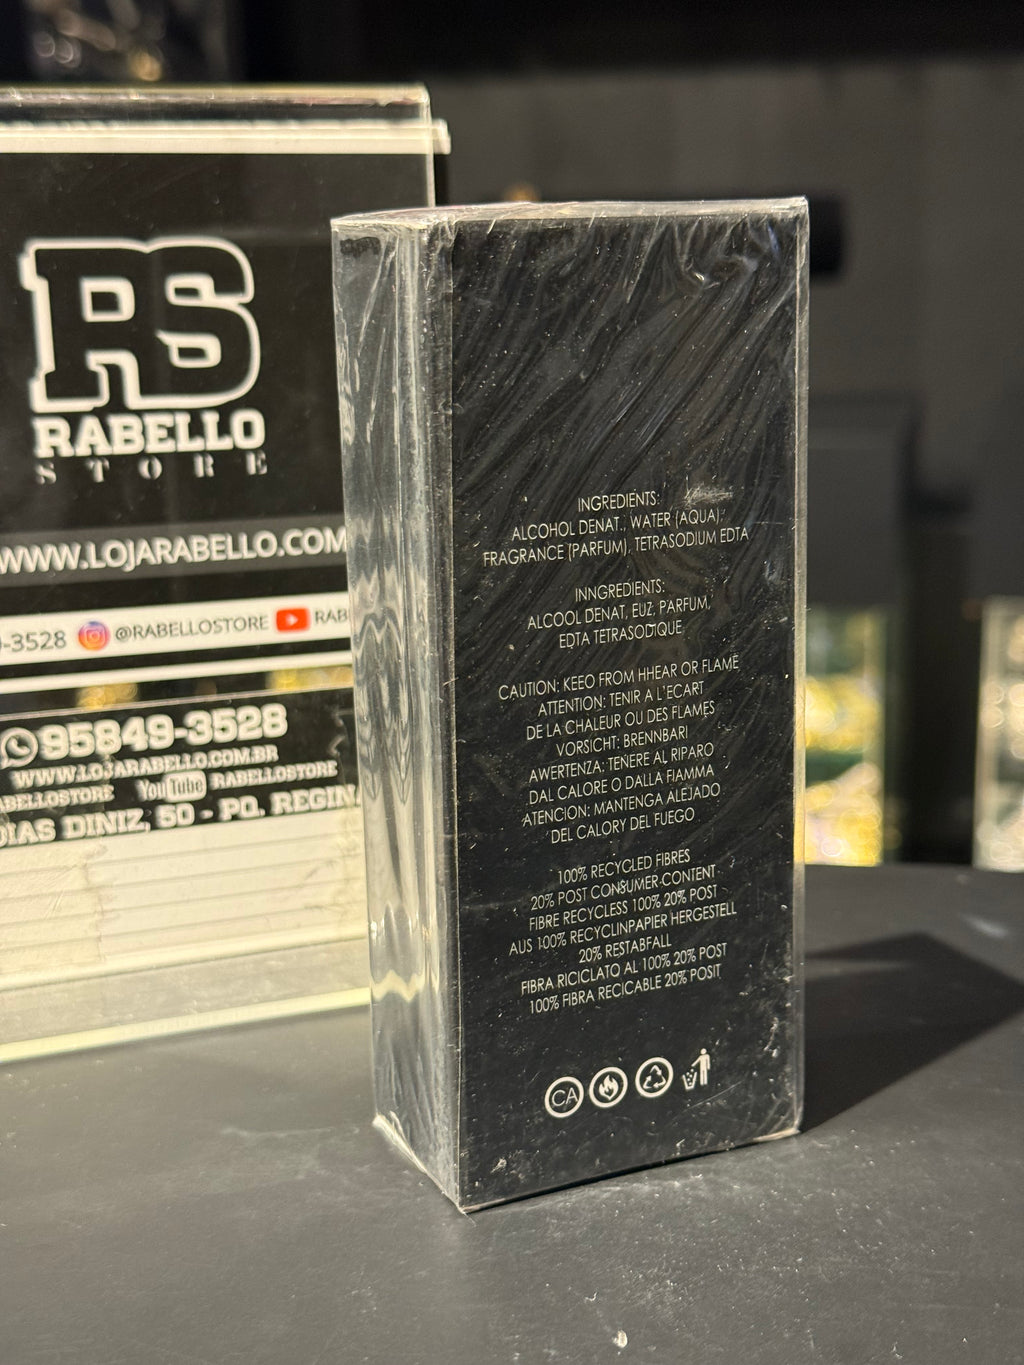 RS
RABELLO
STORE
WWW.LOJARABELLO.COM
-3528 @RABELLOSTORE RAB
95849-3528
WWW.LOJARABELLO.COM.BR
ABELLOSTORE YouTube RABELLOSTORE
DIAS DINIZ, 50 - PQ. REGIN
INGREDIENTS:
ALCOHOL DENAT., WATER (AQUA),
FRAGRANCE (PARFUM), TETRASODIUM EDTA
INNGREDIENTS:
ALCOOL DENAT, EUZ, PARFUM,
EDTA TETRASODIQUE
CAUTION: KEEO FROM HHEAR OR FLAME
ATTENTION: TENIR A L'ECART
DE LA CHALEUR OU DES FLAMES
VORSICHT: BRENNBARI
AWERTENZA: TENERE AL RIPARO
DAL CALORE O DALLA FIAMMA
ATENCION: MANTENGA ALEJADO
DEL CALORY DEL FUEGO
100% RECYCLED FIBRES
20% POST CONSUMER CONTENT
FIBRE RECYCLESS 100% 20% POST
AUS 100% RECYCLINPAPIER HERGESTELL
20% RESTABFALL
FIBRA RICICLATO AL 100% 20% POST
100% FIBRA RECICABLE 20% POSIT
CA